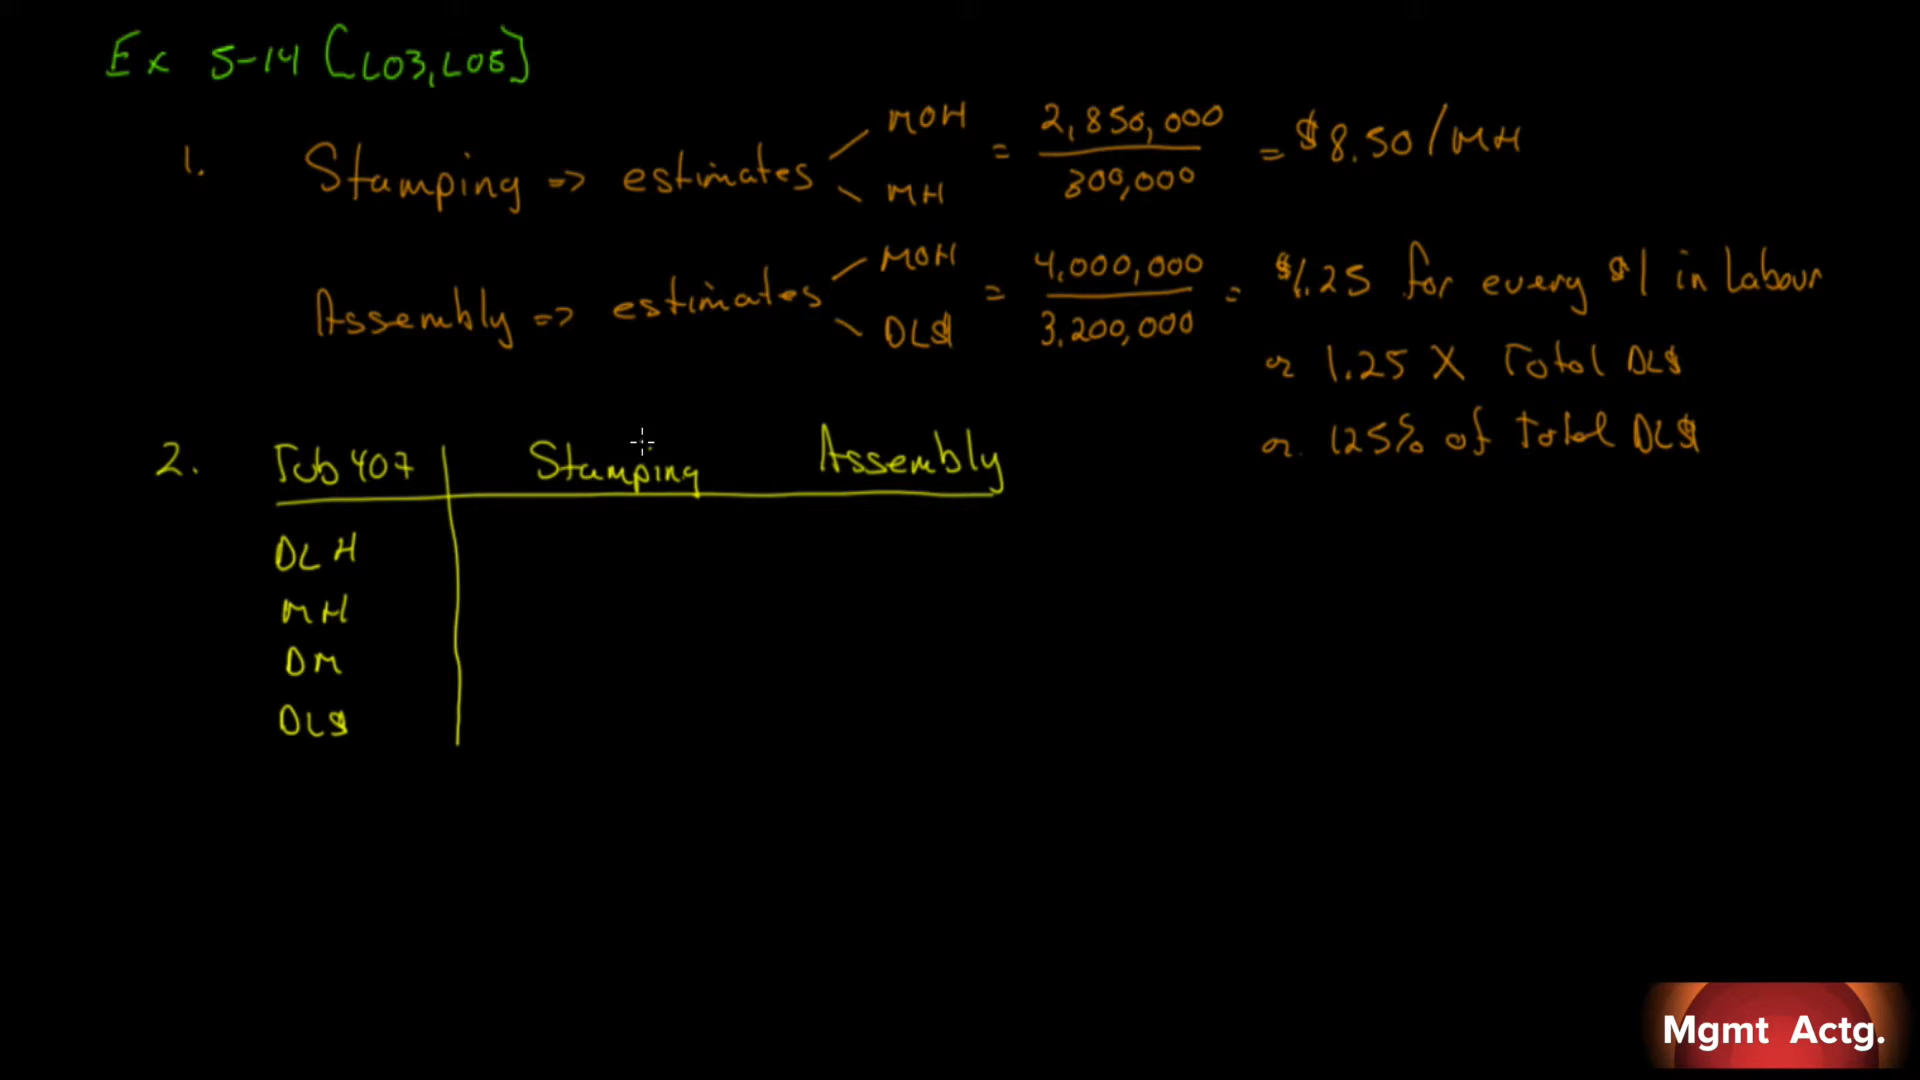 Ex 5-14 (LO3, LO5)
1. Stamping => estimates MOH = 2,850,000 = $8.50/MH
MH 300,000
Assembly => estimates MOH = 4,000,000 = $1.25 for every $1 in Labour
DL$ 3,200,000
or 1.25 X Total DL$
or 125% of Total DL$
2. Job 407 Stamping Assembly
DLH
MH
DM
DL$
Mgmt Actg.